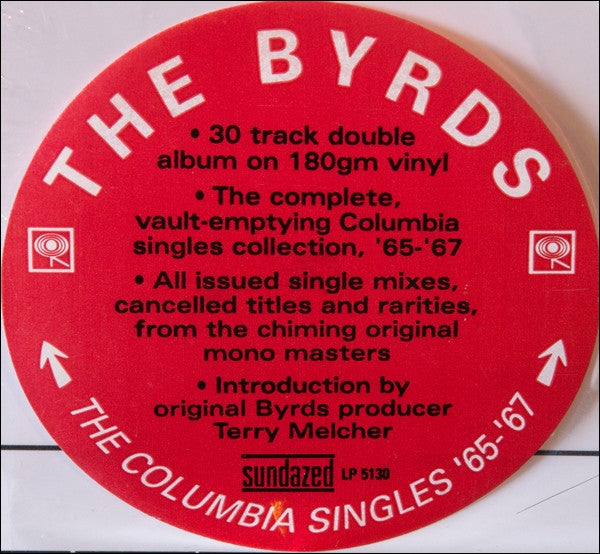 THE BYRDS
• 30 track double
album on 180gm vinyl
• The complete,
vault-emptying Columbia
singles collection, '65-'67
• All issued single mixes,
cancelled titles and rarities,
from the chiming original
mono masters
• Introduction by
original Byrds producer
Terry Melcher
sundazed LP 5130
THE COLUMBIA SINGLES '65-'67